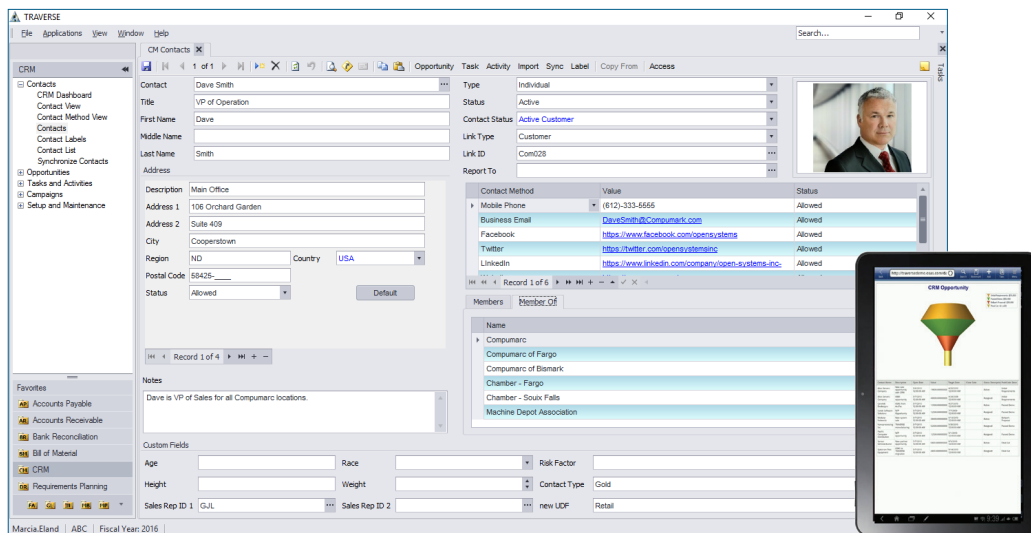 TRAVERSE
File Applications View Window Help
Search...
CM Contacts
CRM
1 of 1 Opportunity Task Activity Import Sync Label Copy From Access
Tasks
Contacts
CRM Dashboard
Contact View
Contact Method View
Contacts
Contact Labels
Contact List
Synchronize Contacts
Opportunities
Tasks and Activities
Campaigns
Setup and Maintenance
Favorites
AP Accounts Payable
AR Accounts Receivable
BR Bank Reconciliation
BM Bill of Material
CM CRM
DR Requirements Planning
Contact Dave Smith
Title VP of Operation
First Name Dave
Middle Name
Last Name Smith
Address
Description Main Office
Address 1 106 Orchard Garden
Address 2 Suite 409
City Cooperstown
Region ND Country USA
Postal Code 58425-____
Status Allowed Default
Record 1 of 4
Notes
Dave is VP of Sales for all Compumarc locations.
Type Individual
Status Active
Contact Status Active Customer
Link Type Customer
Link ID Com028
Report To
Contact Method Value Status
Mobile Phone (612)-333-5555 Allowed
Business Email DaveSmith@Compumark.com Allowed
Facebook https://www.facebook.com/opensystems Allowed
Twitter https://twitter.com/opensystemsinc Allowed
LinkedIn https://www.linkedin.com/company/open-systems-inc- Allowed
Record 1 of 6
Members Member Of
Name
Compumarc
Compumarc of Fargo
Compumarc of Bismark
Chamber - Fargo
Chamber - Souix Falls
Machine Depot Association
Custom Fields
Age Race Risk Factor
Height Weight Contact Type Gold
Sales Rep ID 1 GJL Sales Rep ID 2 new UDF Retail
Marcia.Eland ABC Fiscal Year: 2016
CRM Opportunity
9:39